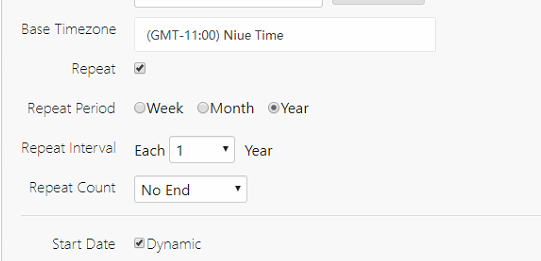 Base Timezone (GMT-11:00) Niue Time
Repeat
Repeat Period Week Month Year
Repeat Interval Each 1 Year
Repeat Count No End
Start Date Dynamic